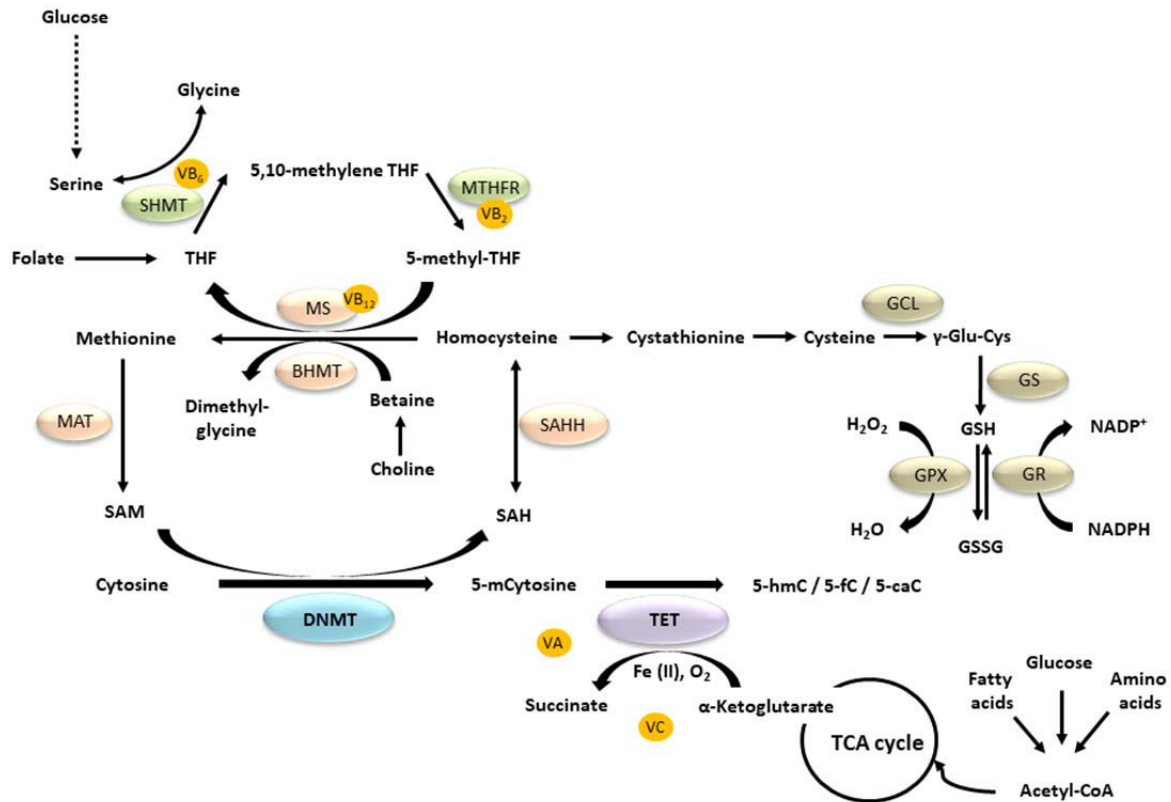 Glucose
Glycine
VB₆
5,10-methylene THF
MTHFR
Serine
SHMT
VB₂
Folate
THF
5-methyl-THF
MS
VB₁₂
GCL
Methionine
Homocysteine
Cystathionine
Cysteine
γ-Glu-Cys
BHMT
GS
Dimethyl-
glycine
Betaine
MAT
SAHH
H₂O₂
GSH
NADP⁺
Choline
GPX
GR
SAM
SAH
H₂O
GSSG
NADPH
Cytosine
5-mCytosine
5-hmC / 5-fC / 5-caC
DNMT
TET
VA
Fe (II), O₂
Glucose
Fatty
acids
Amino
acids
Succinate
α-Ketoglutarate
VC
TCA cycle
Acetyl-CoA